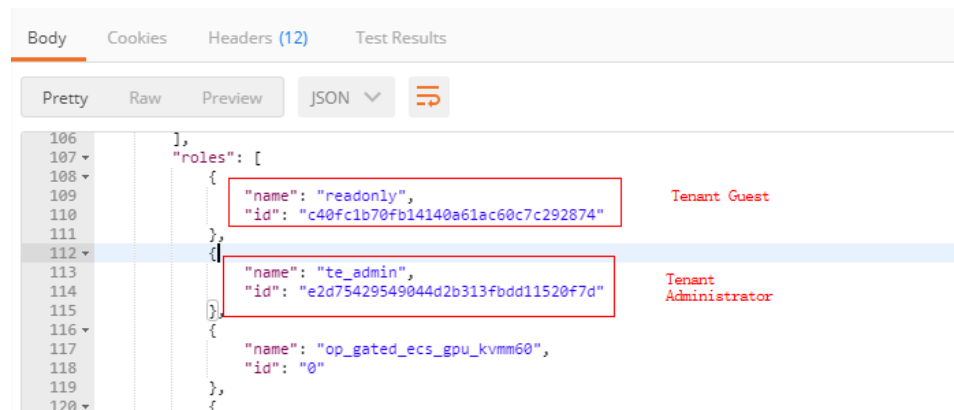 Body Cookies Headers (12) Test Results
Pretty Raw Preview JSON
106 ],
107 "roles": [
108 {
109 "name": "readonly", Tenant Guest
110 "id": "c40fc1b70fb14140a61ac60c7c292874"
111 },
112 {
113 "name": "te_admin", Tenant
114 "id": "e2d75429549044d2b313fbdd11520f7d" Administrator
115 },
116 {
117 "name": "op_gated_ecs_gpu_kvmm60",
118 "id": "0"
119 },
120 {